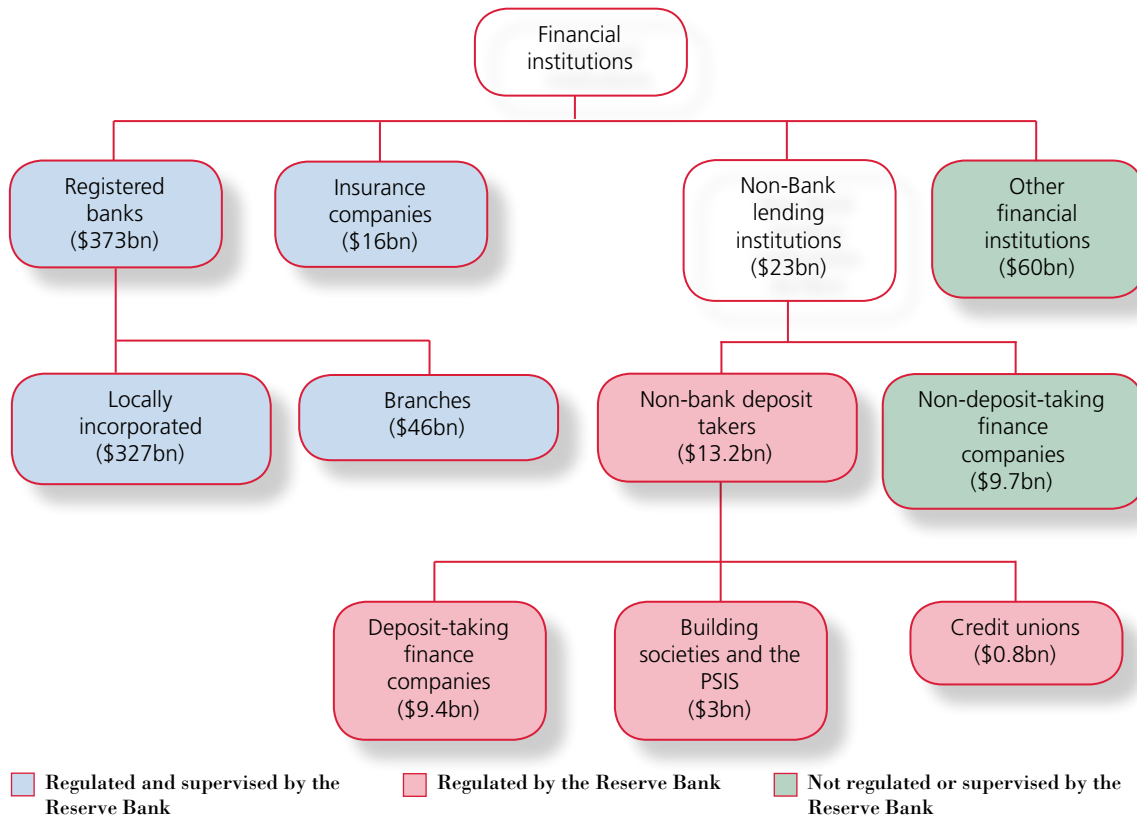 Financial
institutions
Registered
banks
($373bn)
Insurance
companies
($16bn)
Non-Bank
lending
institutions
($23bn)
Other
financial
institutions
($60bn)
Locally
incorporated
($327bn)
Branches
($46bn)
Non-bank deposit
takers
($13.2bn)
Non-deposit-taking
finance
companies
($9.7bn)
Deposit-taking
finance
companies
($9.4bn)
Building
societies and the
PSIS
($3bn)
Credit unions
($0.8bn)
Regulated and supervised by the
Reserve Bank
Regulated by the Reserve Bank
Not regulated or supervised by the
Reserve Bank